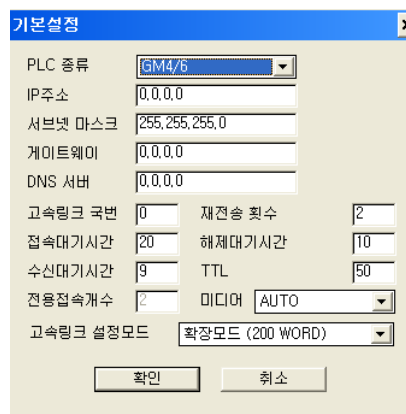 기본설정
PLC 종류 GM4/6
IP주소 0.0.0.0
서브넷 마스크 255.255.255.0
게이트웨이 0.0.0.0
DNS 서버 0.0.0.0
고속링크 국번 0 재전송 횟수 2
접속대기시간 20 해제대기시간 10
수신대기시간 9 TTL 50
전용접속개수 2 미디어 AUTO
고속링크 설정모드 확장모드 (200 WORD)
확인 취소